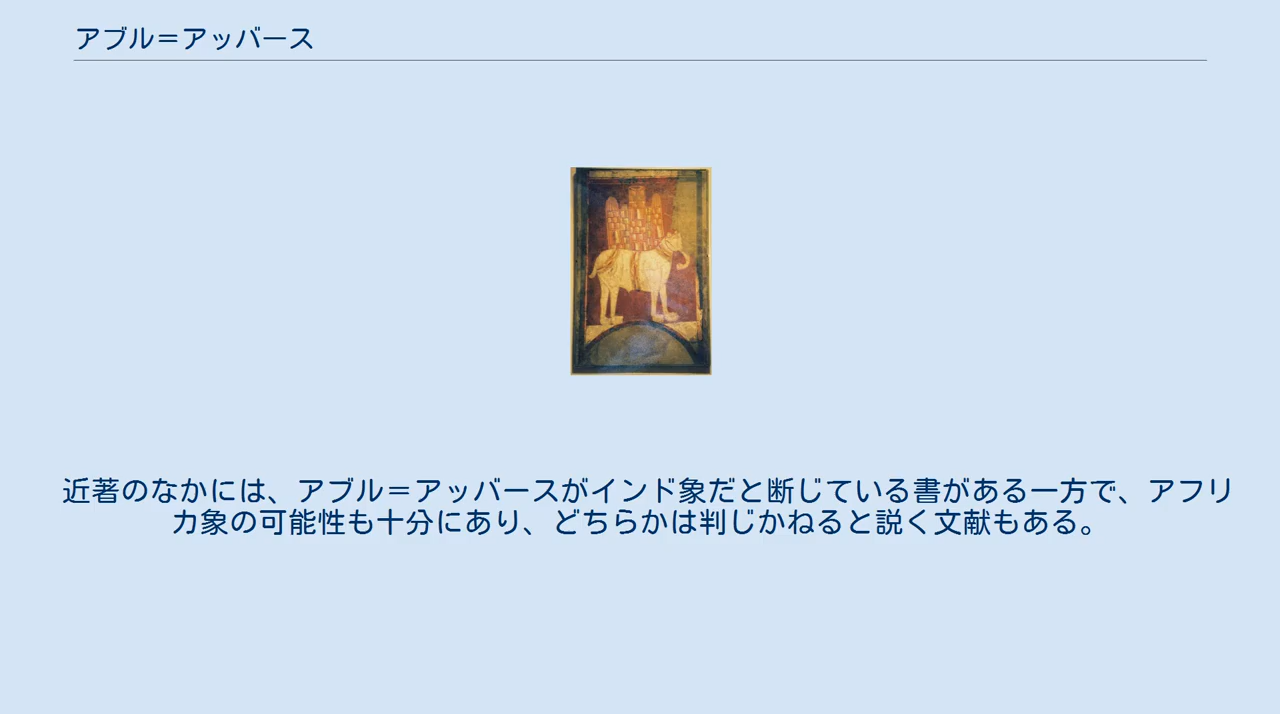 アブル＝アッバース
近著のなかには、アブル＝アッバースがインド象だと断じている書がある一方で、アフリ
カ象の可能性も十分にあり、どちらかは判じかねると説く文献もある。